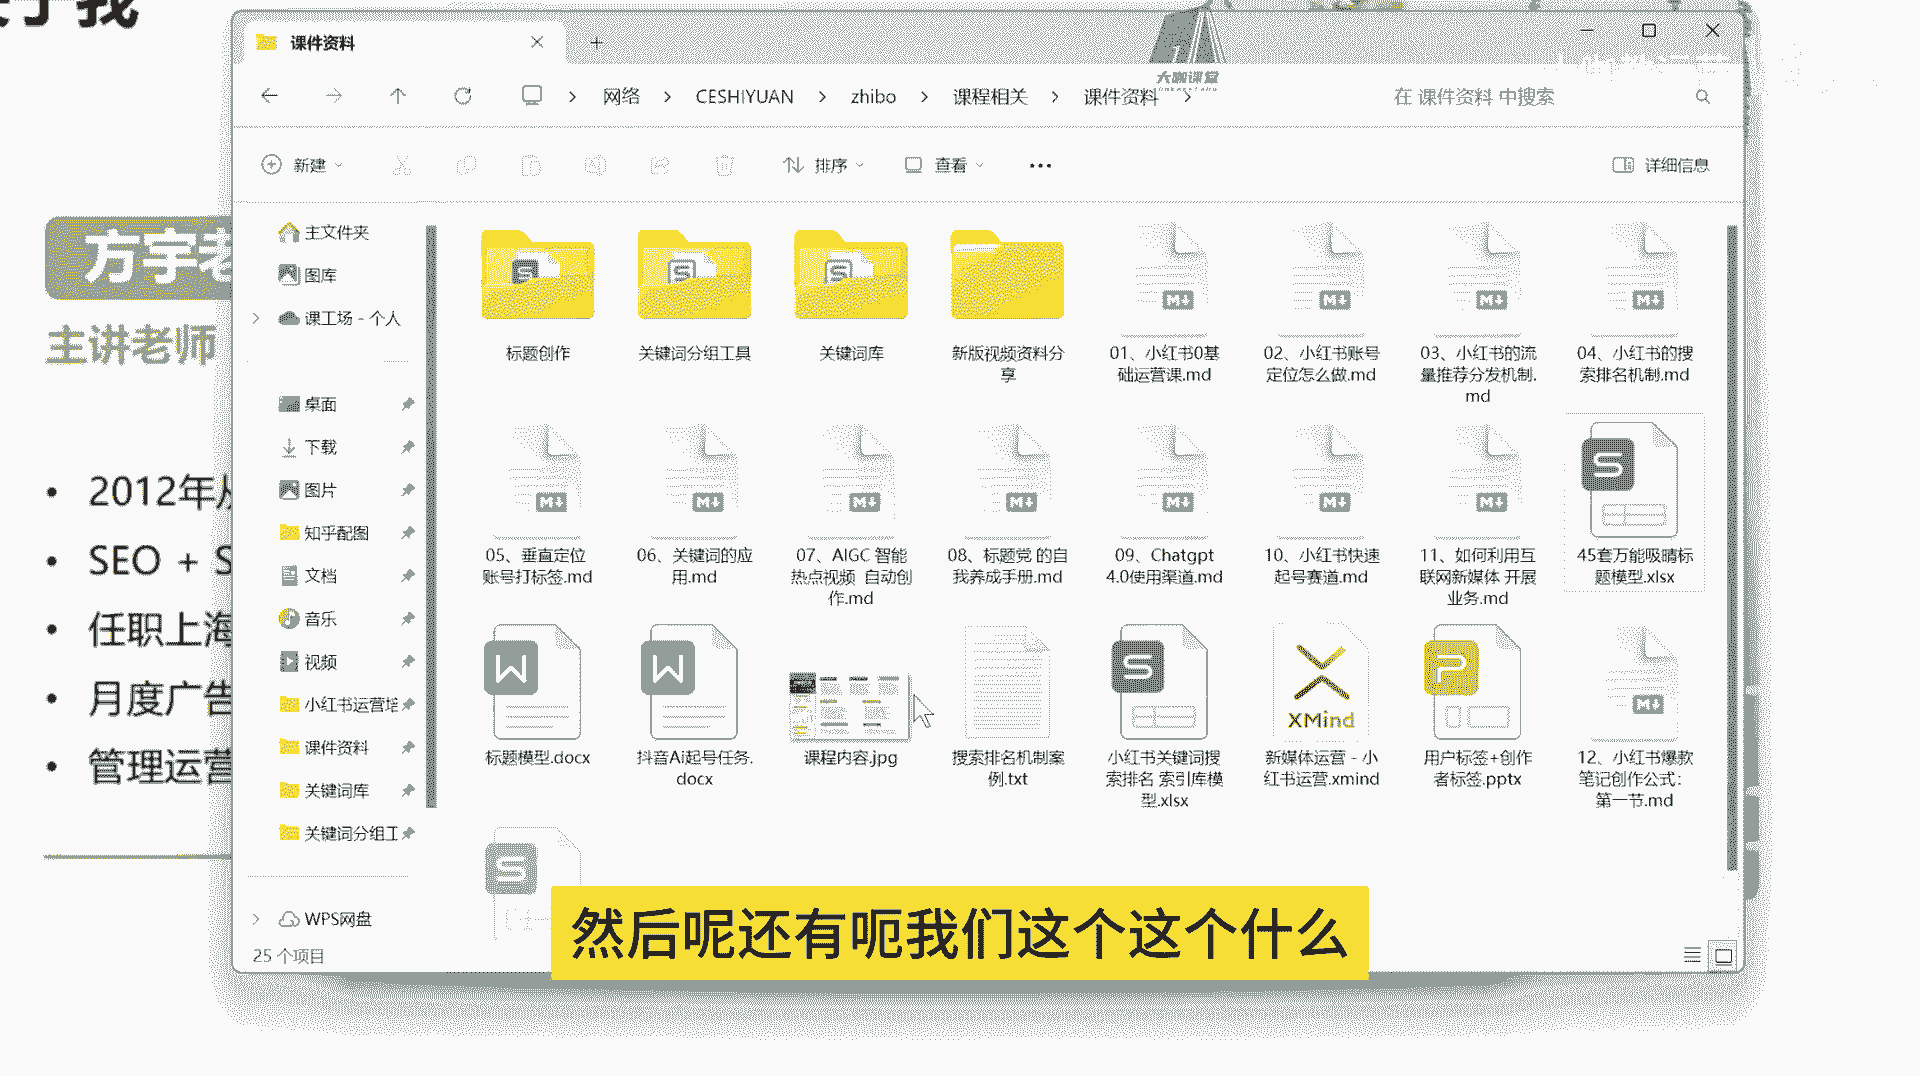 关于我
课件资料
大咖课堂
网络 > CESHIYUAN > zhibo > 课程相关 > 课件资料 >
在 课件资料 中搜索
新建
排序
查看
详细信息
方宇老
主讲老师
2012年从
SEO + S
任职上海
月度广告
管理运营
主文件夹
图库
课工场 - 个人
桌面
下载
图片
知乎配图
文档
音乐
视频
小红书运营培
课件资料
关键词库
关键词分组工
WPS网盘
25 个项目
标题创作
关键词分组工具
关键词库
新版视频资料分
享
01、小红书0基
础运营课.md
02、小红书账号
定位怎么做.md
03、小红书的流
量推荐分发机制.
md
04、小红书的搜
索排名机制.md
05、垂直定位
账号打标签.md
06、关键词的应
用.md
07、AIGC 智能
热点视频 自动创
作.md
08、标题党 的自
我养成手册.md
09、Chatgpt
4.0使用渠道.md
10、小红书快速
起号赛道.md
11、如何利用互
联网新媒体 开展
业务.md
45套万能吸睛标
题模型.xlsx
标题模型.docx
抖音Ai起号任务.
docx
课程内容.jpg
搜索排名机制案
例.txt
小红书关键词搜
索排名 索引库模
型.xlsx
XMind
新媒体运营 - 小
红书运营.xmind
用户标签+创作
者标签.pptx
12、小红书爆款
笔记创作公式：
第一节.md
然后呢还有呃我们这个这个什么